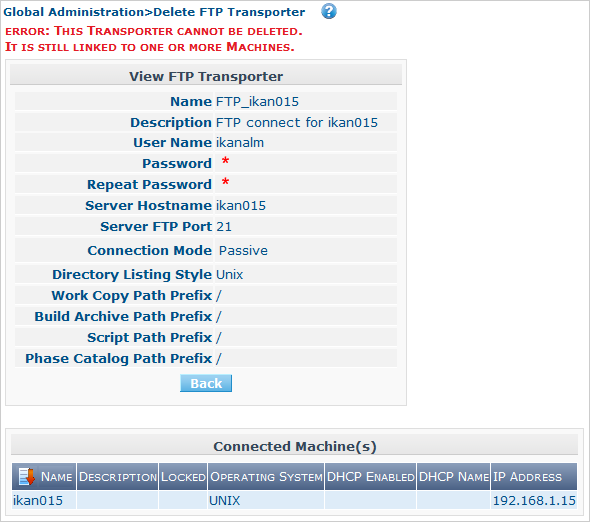 Global Administration>Delete FTP Transporter ?
ERROR: THIS TRANSPORTER CANNOT BE DELETED.
IT IS STILL LINKED TO ONE OR MORE MACHINES.
View FTP Transporter
Name FTP_ikan015
Description FTP connect for ikan015
User Name ikanalm
Password *
Repeat Password *
Server Hostname ikan015
Server FTP Port 21
Connection Mode Passive
Directory Listing Style Unix
Work Copy Path Prefix /
Build Archive Path Prefix /
Script Path Prefix /
Phase Catalog Path Prefix /
Back
Connected Machine(s)
NAME DESCRIPTION LOCKED OPERATING SYSTEM DHCP ENABLED DHCP NAME IP ADDRESS
ikan015 UNIX 192.168.1.15